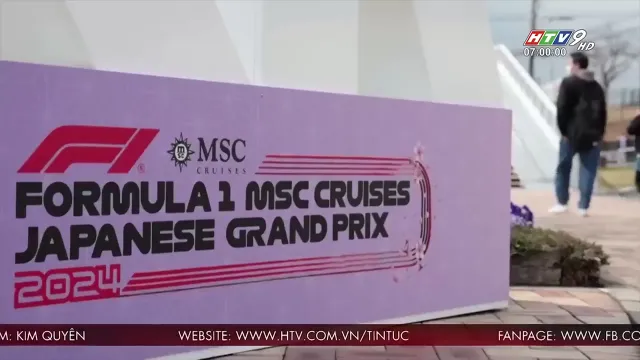 HTV9 HD
07:00:00
F1®
MSC
CRUISES
FORMULA 1 MSC CRUISES
JAPANESE GRAND PRIX
2024
M: KIM QUYÊN WEBSITE: WWW.HTV.COM.VN/TINTUC FANPAGE: WWW.FB.CO